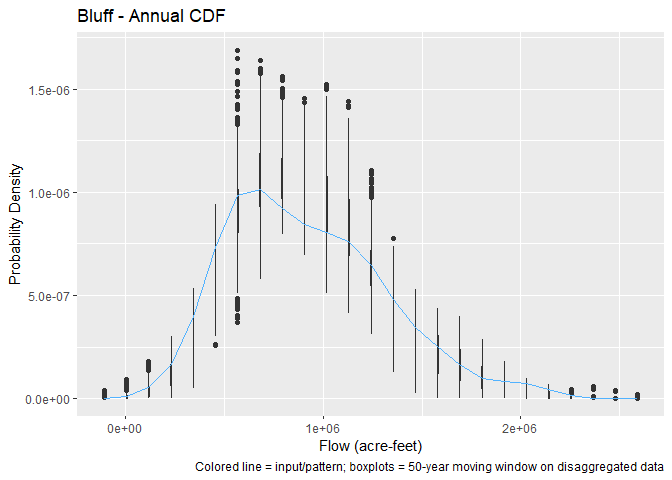 Bluff - Annual CDF
Probability Density
1.5e-06
1.0e-06
5.0e-07
0.0e+00
0e+00 1e+06 2e+06
Flow (acre-feet)
Colored line = input/pattern; boxplots = 50-year moving window on disaggregated data